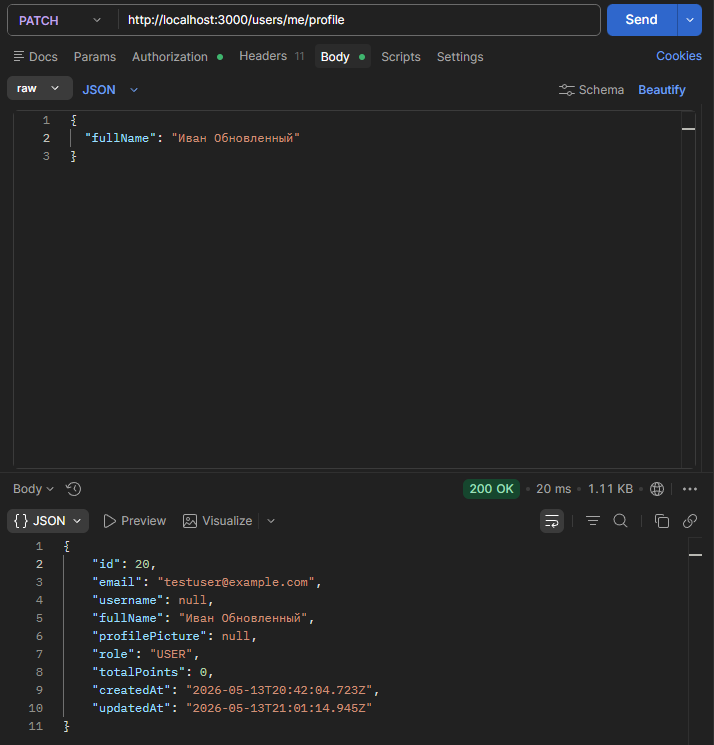 PATCH http://localhost:3000/users/me/profile Send
Docs Params Authorization Headers 11 Body Scripts Settings Cookies
raw JSON Schema Beautify
1 {
2 "fullName": "Иван Обновленный"
3 }
Body 200 OK 20 ms 1.11 KB
{} JSON Preview Visualize
1 {
2 "id": 20,
3 "email": "testuser@example.com",
4 "username": null,
5 "fullName": "Иван Обновленный",
6 "profilePicture": null,
7 "role": "USER",
8 "totalPoints": 0,
9 "createdAt": "2026-05-13T20:42:04.723Z",
10 "updatedAt": "2026-05-13T21:01:14.945Z"
11 }